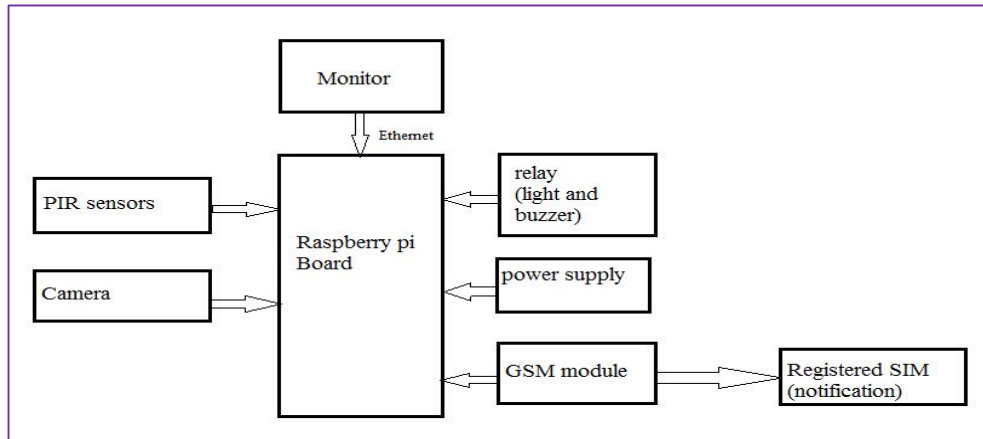 Monitor
Ethernet
PIR sensors
relay
(light and
buzzer)
Raspberry pi
Board
Camera
power supply
GSM module
Registered SIM
(notification)